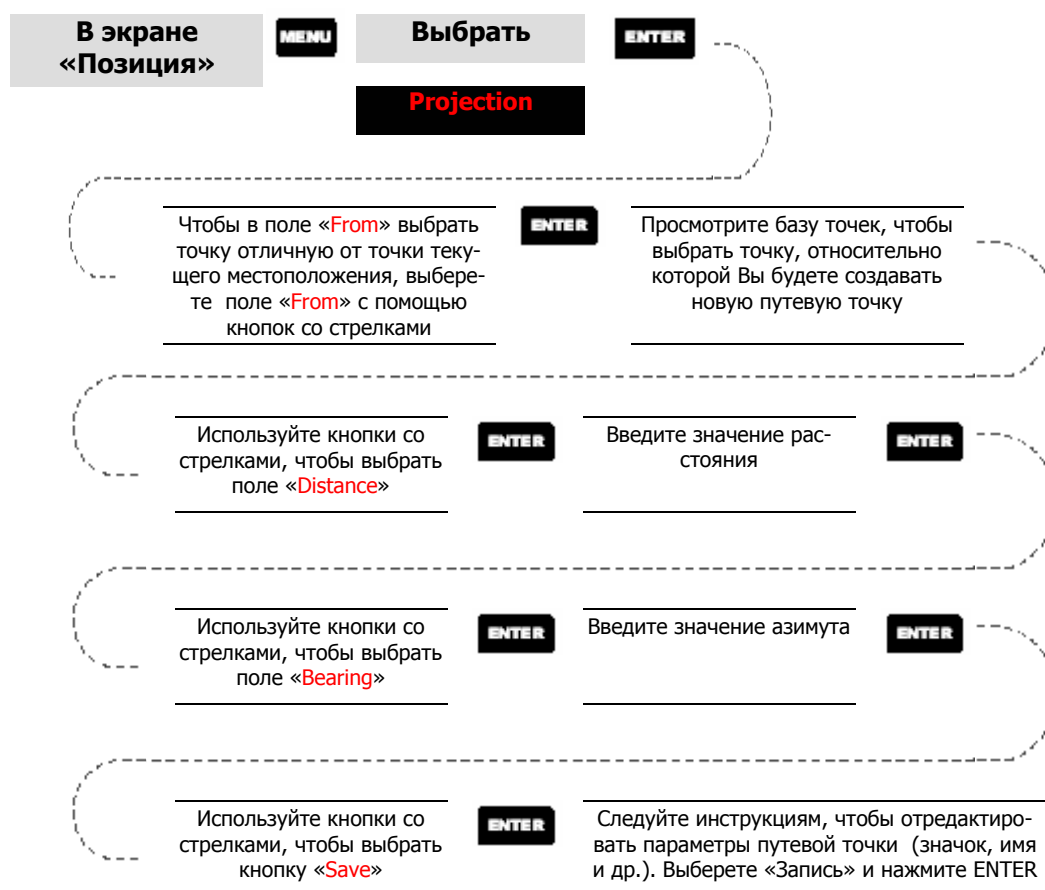 В экране
«Позиция»
MENU
Выбрать
ENTER
Projection
Чтобы в поле «From» выбрать
точку отличную от точки теку-
щего местоположения, выбере-
те поле «From» с помощью
кнопок со стрелками
ENTER
Просмотрите базу точек, чтобы
выбрать точку, относительно
которой Вы будете создавать
новую путевую точку
Используйте кнопки со
стрелками, чтобы выбрать
поле «Distance»
ENTER
Введите значение рас-
стояния
ENTER
Используйте кнопки со
стрелками, чтобы выбрать
поле «Bearing»
ENTER
Введите значение азимута
ENTER
Используйте кнопки со
стрелками, чтобы выбрать
кнопку «Save»
ENTER
Следуйте инструкциям, чтобы отредактиро-
вать параметры путевой точки (значок, имя
и др.). Выберете «Запись» и нажмите ENTER